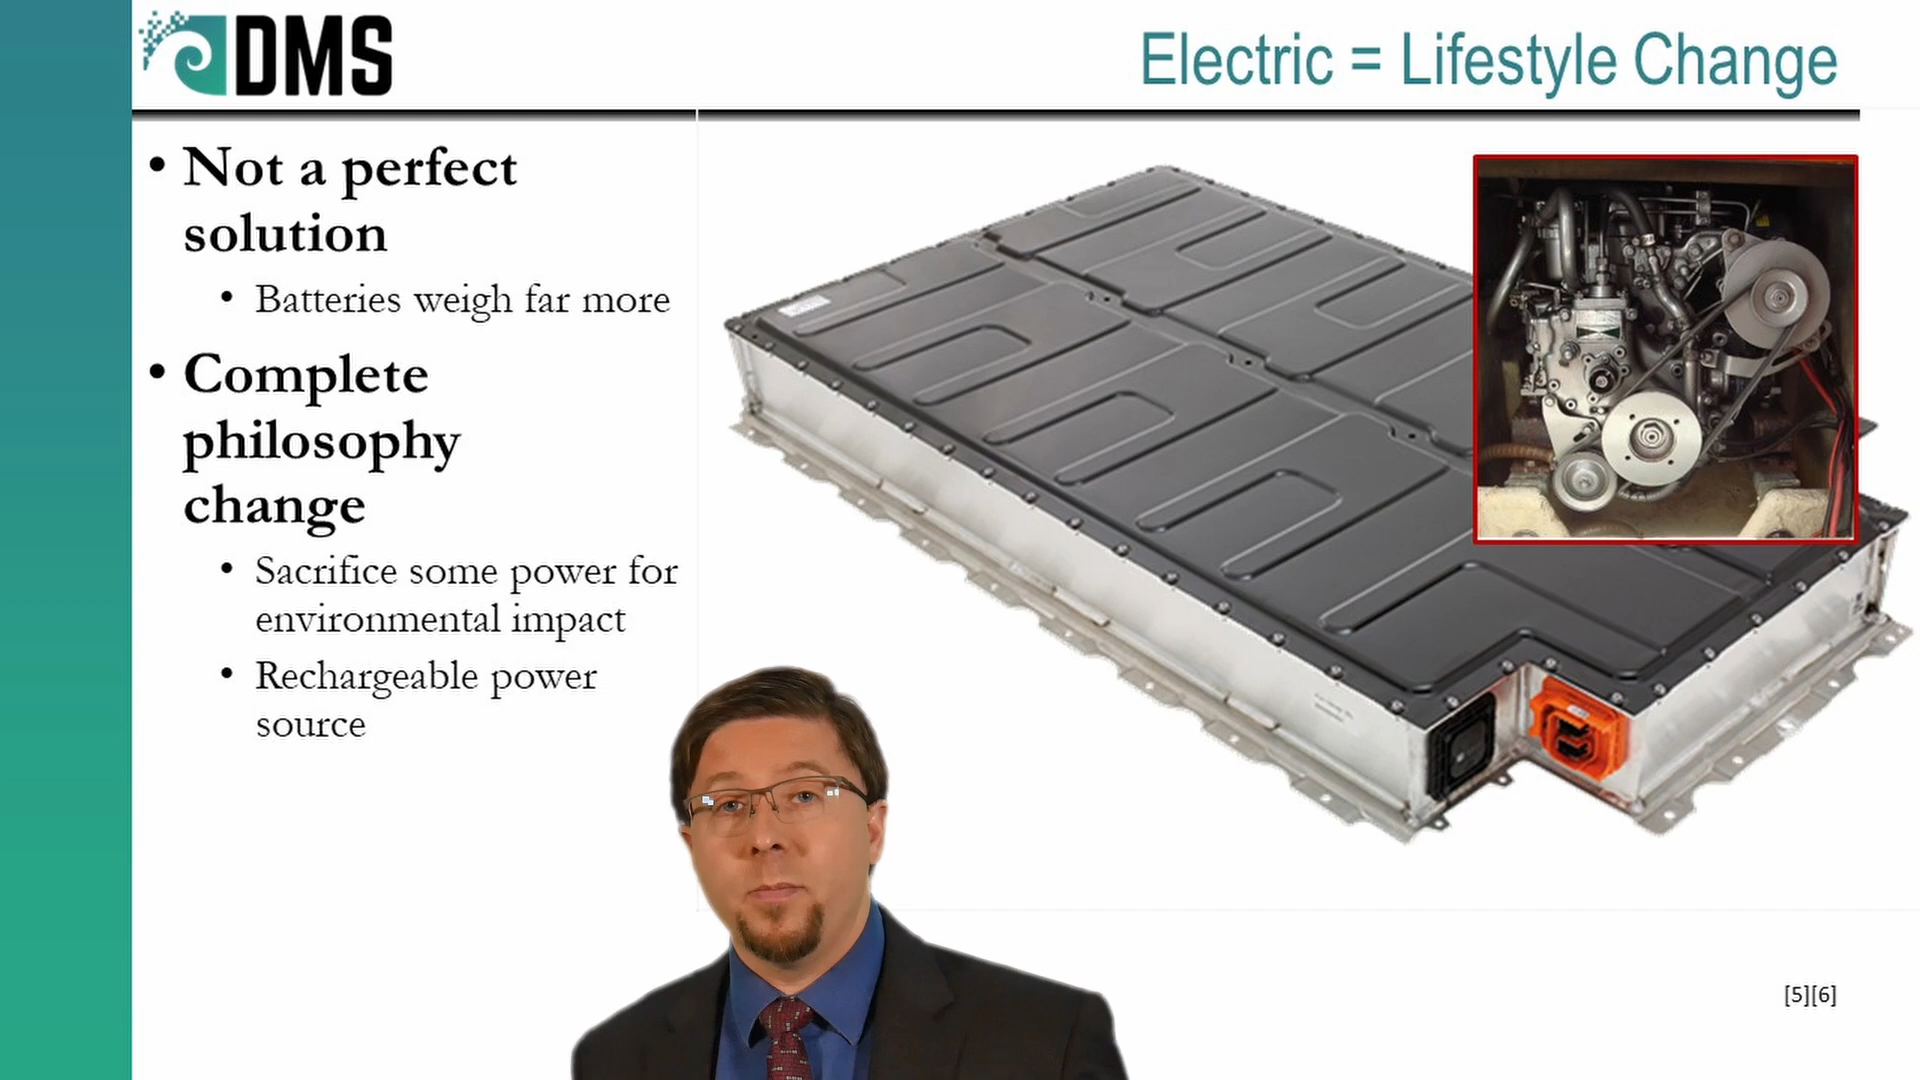 DMS
Electric = Lifestyle Change
• Not a perfect
solution
• Batteries weigh far more
• Complete
philosophy
change
• Sacrifice some power for
environmental impact
• Rechargeable power
source
[5][6]